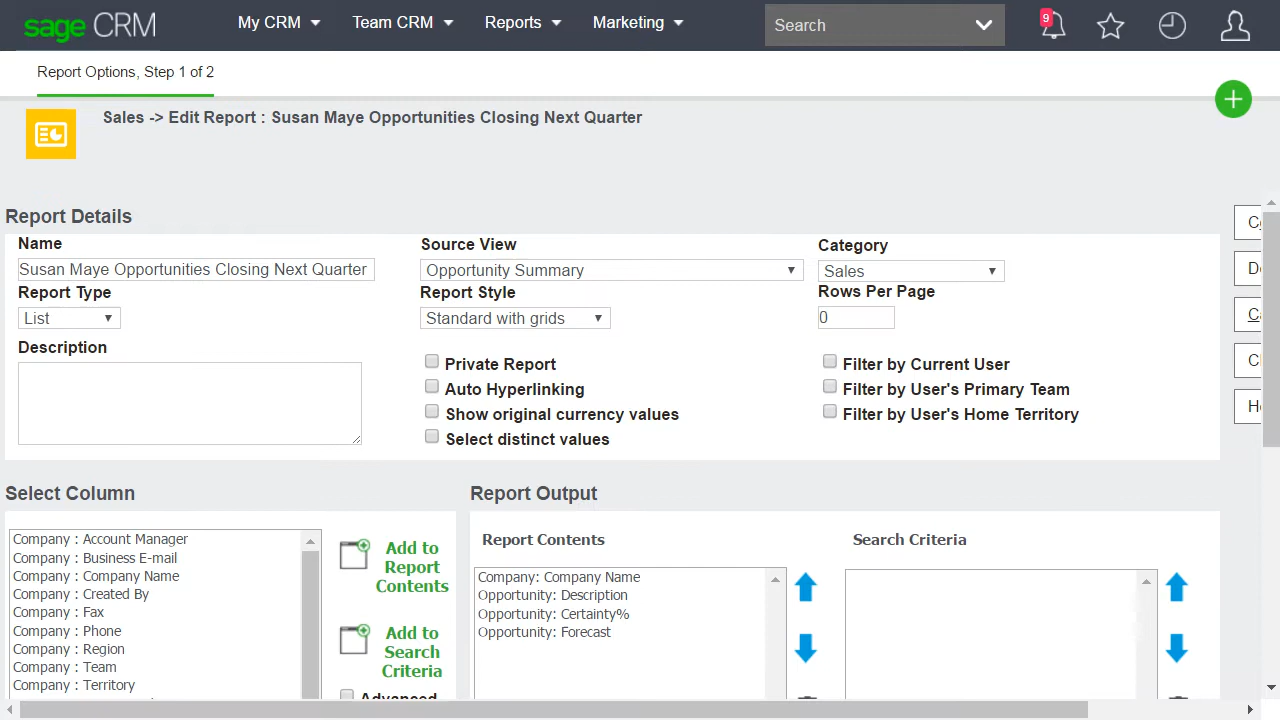 sage CRM
My CRM
Team CRM
Reports
Marketing
Search
9
Report Options, Step 1 of 2
Sales -> Edit Report : Susan Maye Opportunities Closing Next Quarter
Report Details
Name
Source View
Category
Susan Maye Opportunities Closing Next Quarter
Opportunity Summary
Sales
Report Type
Report Style
Rows Per Page
List
Standard with grids
0
Description
Private Report
Filter by Current User
Auto Hyperlinking
Filter by User's Primary Team
Show original currency values
Filter by User's Home Territory
Select distinct values
Select Column
Report Output
Company : Account Manager
Company : Business E-mail
Company : Company Name
Company : Created By
Company : Fax
Company : Phone
Company : Region
Company : Team
Company : Territory
Add to
Report
Contents
Add to
Search
Criteria
Advanced
Report Contents
Search Criteria
Company: Company Name
Opportunity: Description
Opportunity: Certainty%
Opportunity: Forecast